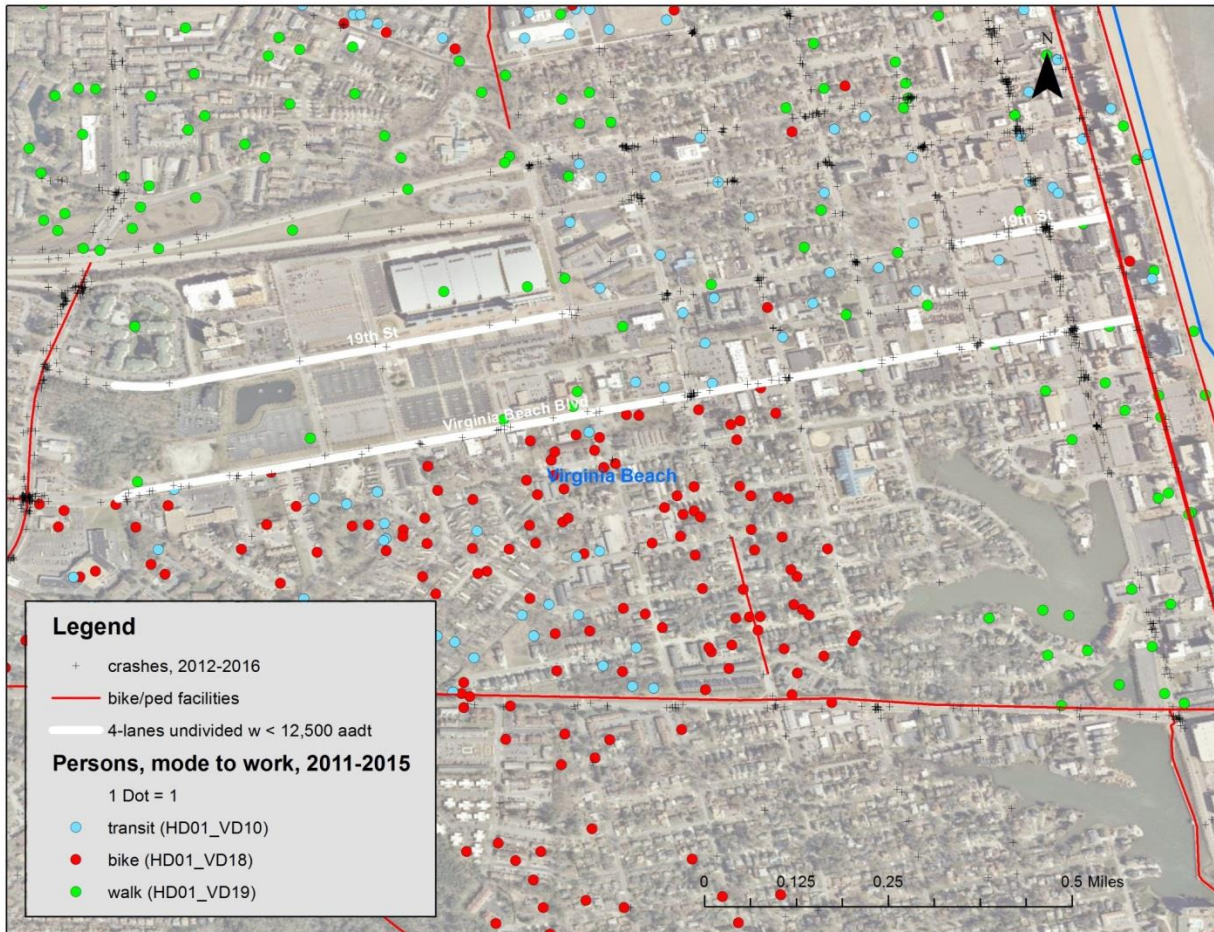 N
19th St
19th St
Virginia Beach Blvd
Virginia Beach
Legend
crashes, 2012-2016
bike/ped facilities
4-lanes undivided w < 12,500 aadt
Persons, mode to work, 2011-2015
1 Dot = 1
transit (HD01_VD10)
bike (HD01_VD18)
walk (HD01_VD19)
0 0.125 0.25 0.5 Miles